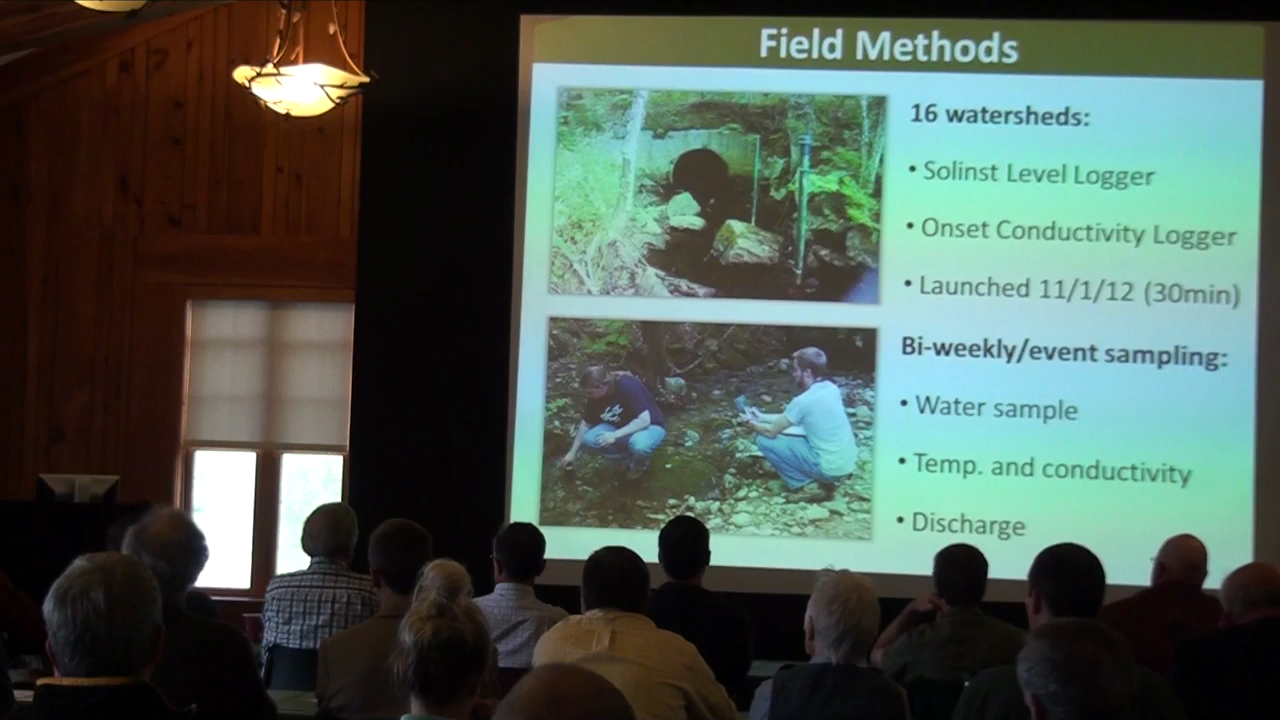 Field Methods
16 watersheds:
• Solinst Level Logger
• Onset Conductivity Logger
• Launched 11/1/12 (30min)
Bi-weekly/event sampling:
• Water sample
• Temp. and conductivity
• Discharge